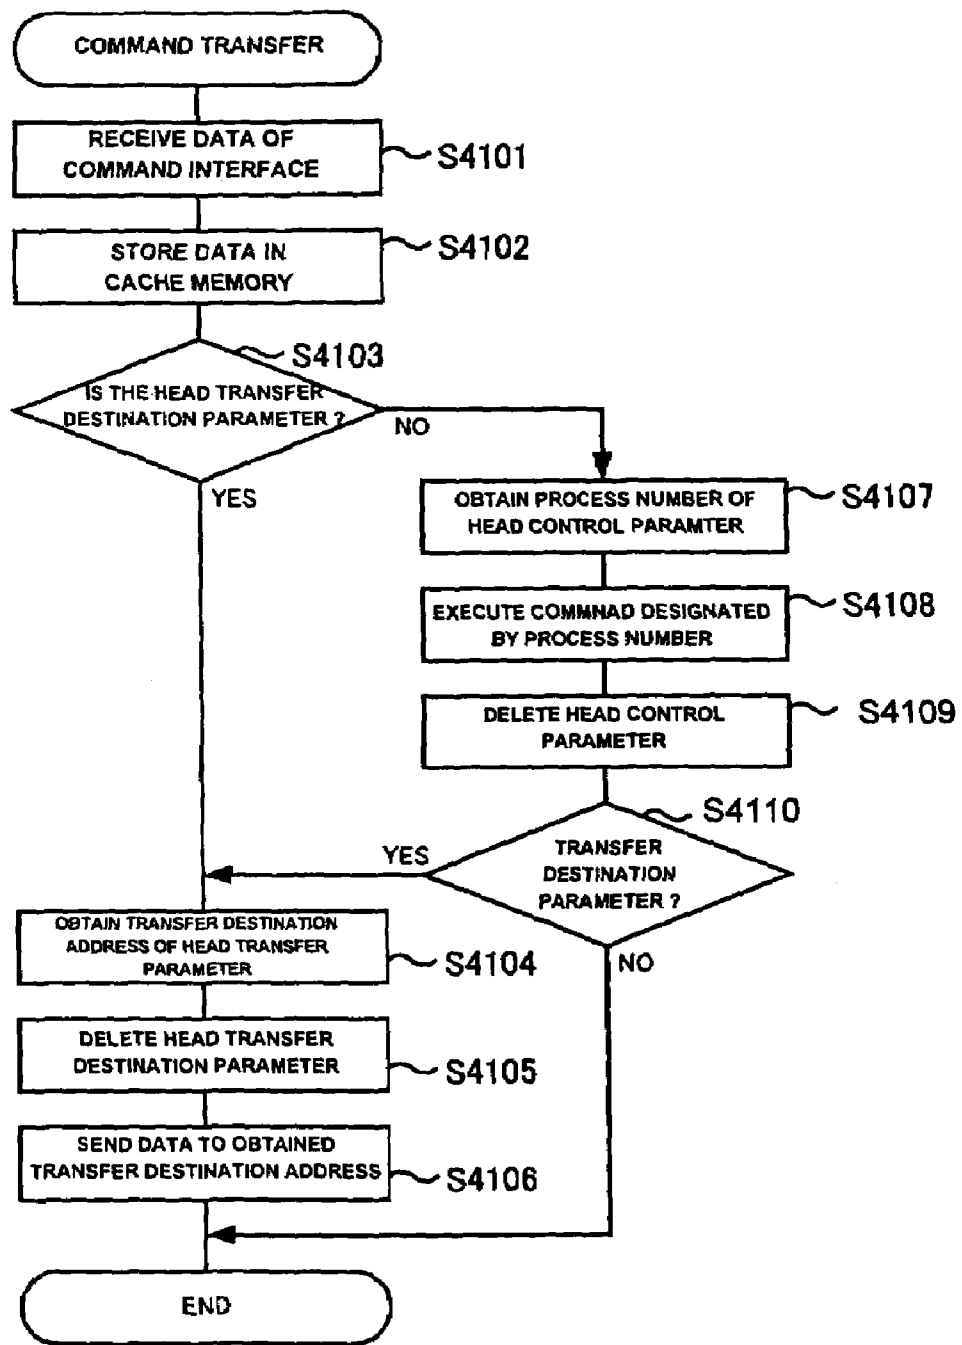 COMMAND TRANSFER
RECEIVE DATA OF
COMMAND INTERFACE
S4101
STORE DATA IN
CACHE MEMORY
S4102
S4103
IS THE HEAD TRANSFER
DESTINATION PARAMETER ?
NO
YES
OBTAIN PROCESS NUMBER OF
HEAD CONTROL PARAMTER
S4107
EXECUTE COMMNAD DESIGNATED
BY PROCESS NUMBER
S4108
DELETE HEAD CONTROL
PARAMETER
S4109
S4110
TRANSFER
DESTINATION
PARAMETER ?
YES
NO
OBTAIN TRANSFER DESTINATION
ADDRESS OF HEAD TRANSFER
PARAMETER
S4104
DELETE HEAD TRANSFER
DESTINATION PARAMETER
S4105
SEND DATA TO OBTAINED
TRANSFER DESTINATION ADDRESS
S4106
END